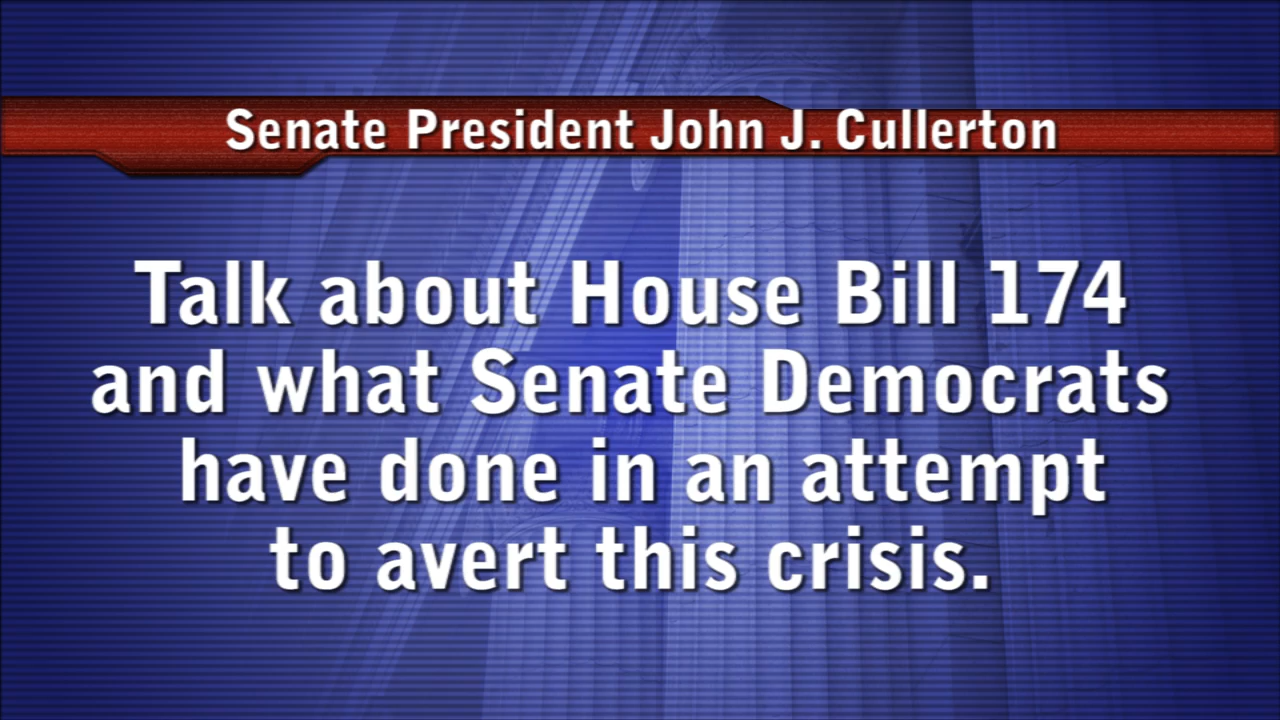 Senate President John J. Cullerton
Talk about House Bill 174
and what Senate Democrats
have done in an attempt
to avert this crisis.